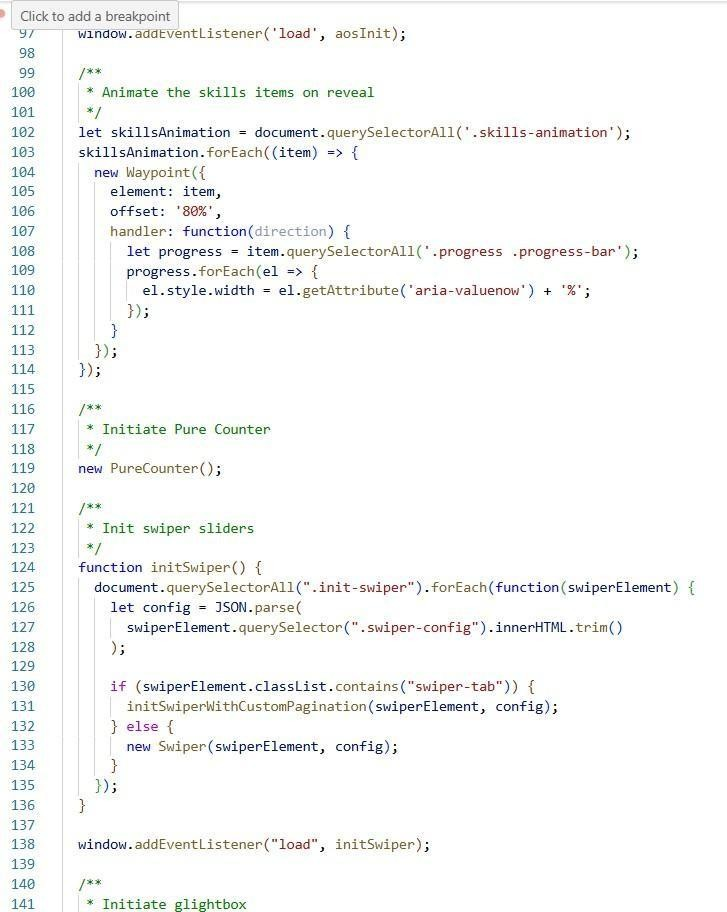 Click to add a breakpoint
97 window.addEventListener('load', aosInit);
98
99 /**
100 * Animate the skills items on reveal
101 */
102 let skillsAnimation = document.querySelectorAll('.skills-animation');
103 skillsAnimation.forEach((item) => {
104 new Waypoint({
105 element: item,
106 offset: '80%',
107 handler: function(direction) {
108 let progress = item.querySelectorAll('.progress .progress-bar');
109 progress.forEach(el => {
110 el.style.width = el.getAttribute('aria-valuenow') + '%';
111 });
112 }
113 });
114 });
115
116 /**
117 * Initiate Pure Counter
118 */
119 new PureCounter();
120
121 /**
122 * Init swiper sliders
123 */
124 function initSwiper() {
125 document.querySelectorAll(".init-swiper").forEach(function(swiperElement) {
126 let config = JSON.parse(
127 swiperElement.querySelector(".swiper-config").innerHTML.trim()
128 );
129
130 if (swiperElement.classList.contains("swiper-tab")) {
131 initSwiperWithCustomPagination(swiperElement, config);
132 } else {
133 new Swiper(swiperElement, config);
134 }
135 });
136 }
137
138 window.addEventListener("load", initSwiper);
139
140 /**
141 * Initiate glightbox